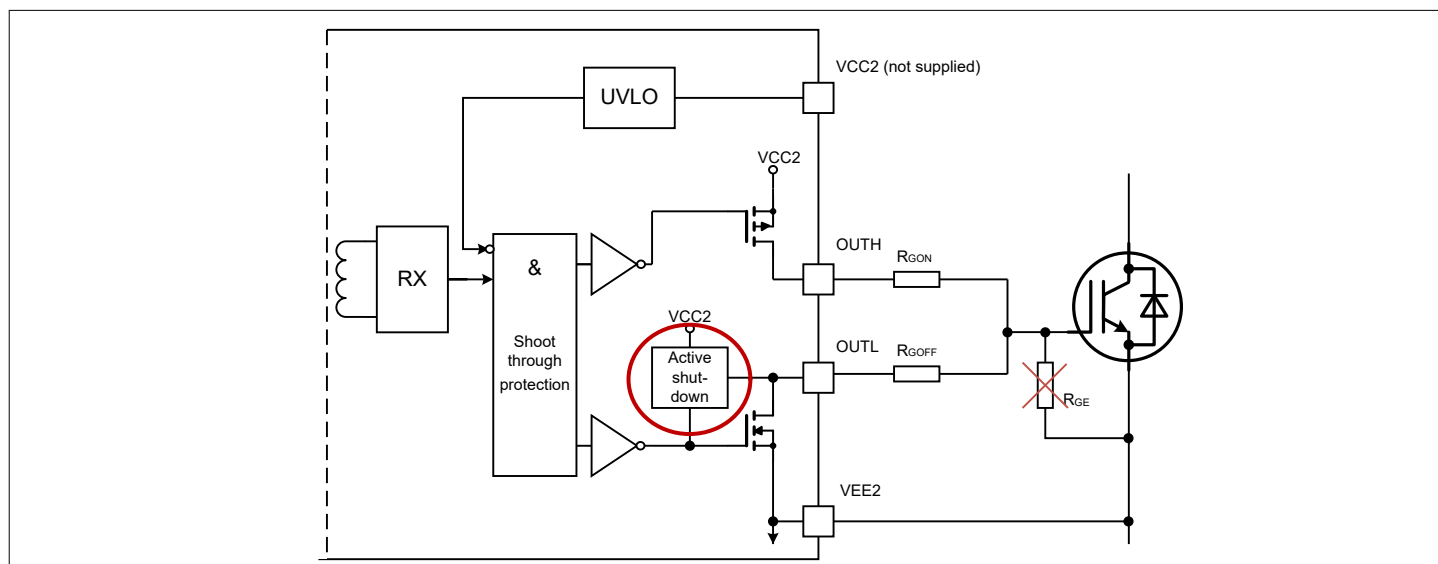 VCC2 (not supplied)
UVLO
VCC2
OUTH
RGON
RX
&
Shoot
through
protection
VCC2
Active
shut-
down
OUTL
RGOFF
RGE
VEE2